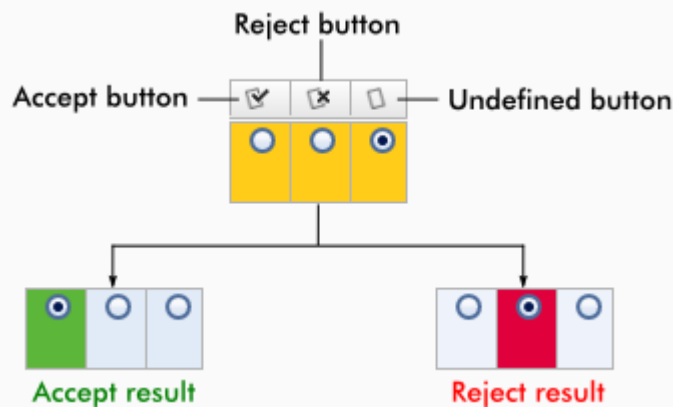 Reject button
Accept button
Undefined button
Accept result
Reject result